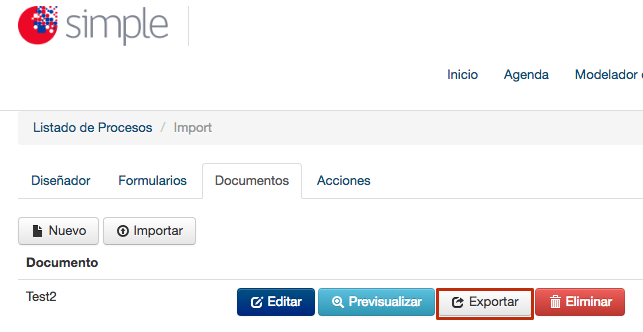 simple
Inicio Agenda Modelador
Listado de Procesos / Import
Diseñador Formularios Documentos Acciones
Nuevo Importar
Documento
Test2 Editar Previsualizar Exportar Eliminar